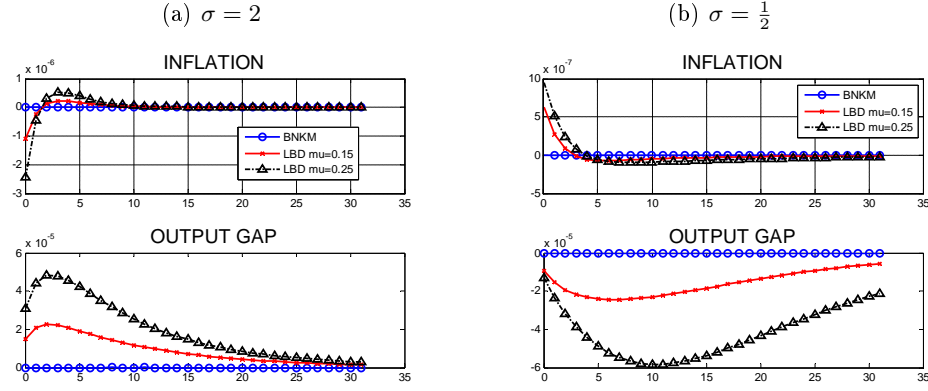 (a) σ = 2
(b) σ = 1/2
x 10^-6
INFLATION
1
0
-1
-2
-3
BNKM
LBD mu=0.15
LBD mu=0.25
0 5 10 15 20 25 30 35
x 10^-7
INFLATION
10
5
0
-5
BNKM
LBD mu=0.15
LBD mu=0.25
0 5 10 15 20 25 30 35
x 10^-5
OUTPUT GAP
6
4
2
0
0 5 10 15 20 25 30 35
x 10^-5
OUTPUT GAP
0
-2
-4
-6
0 5 10 15 20 25 30 35